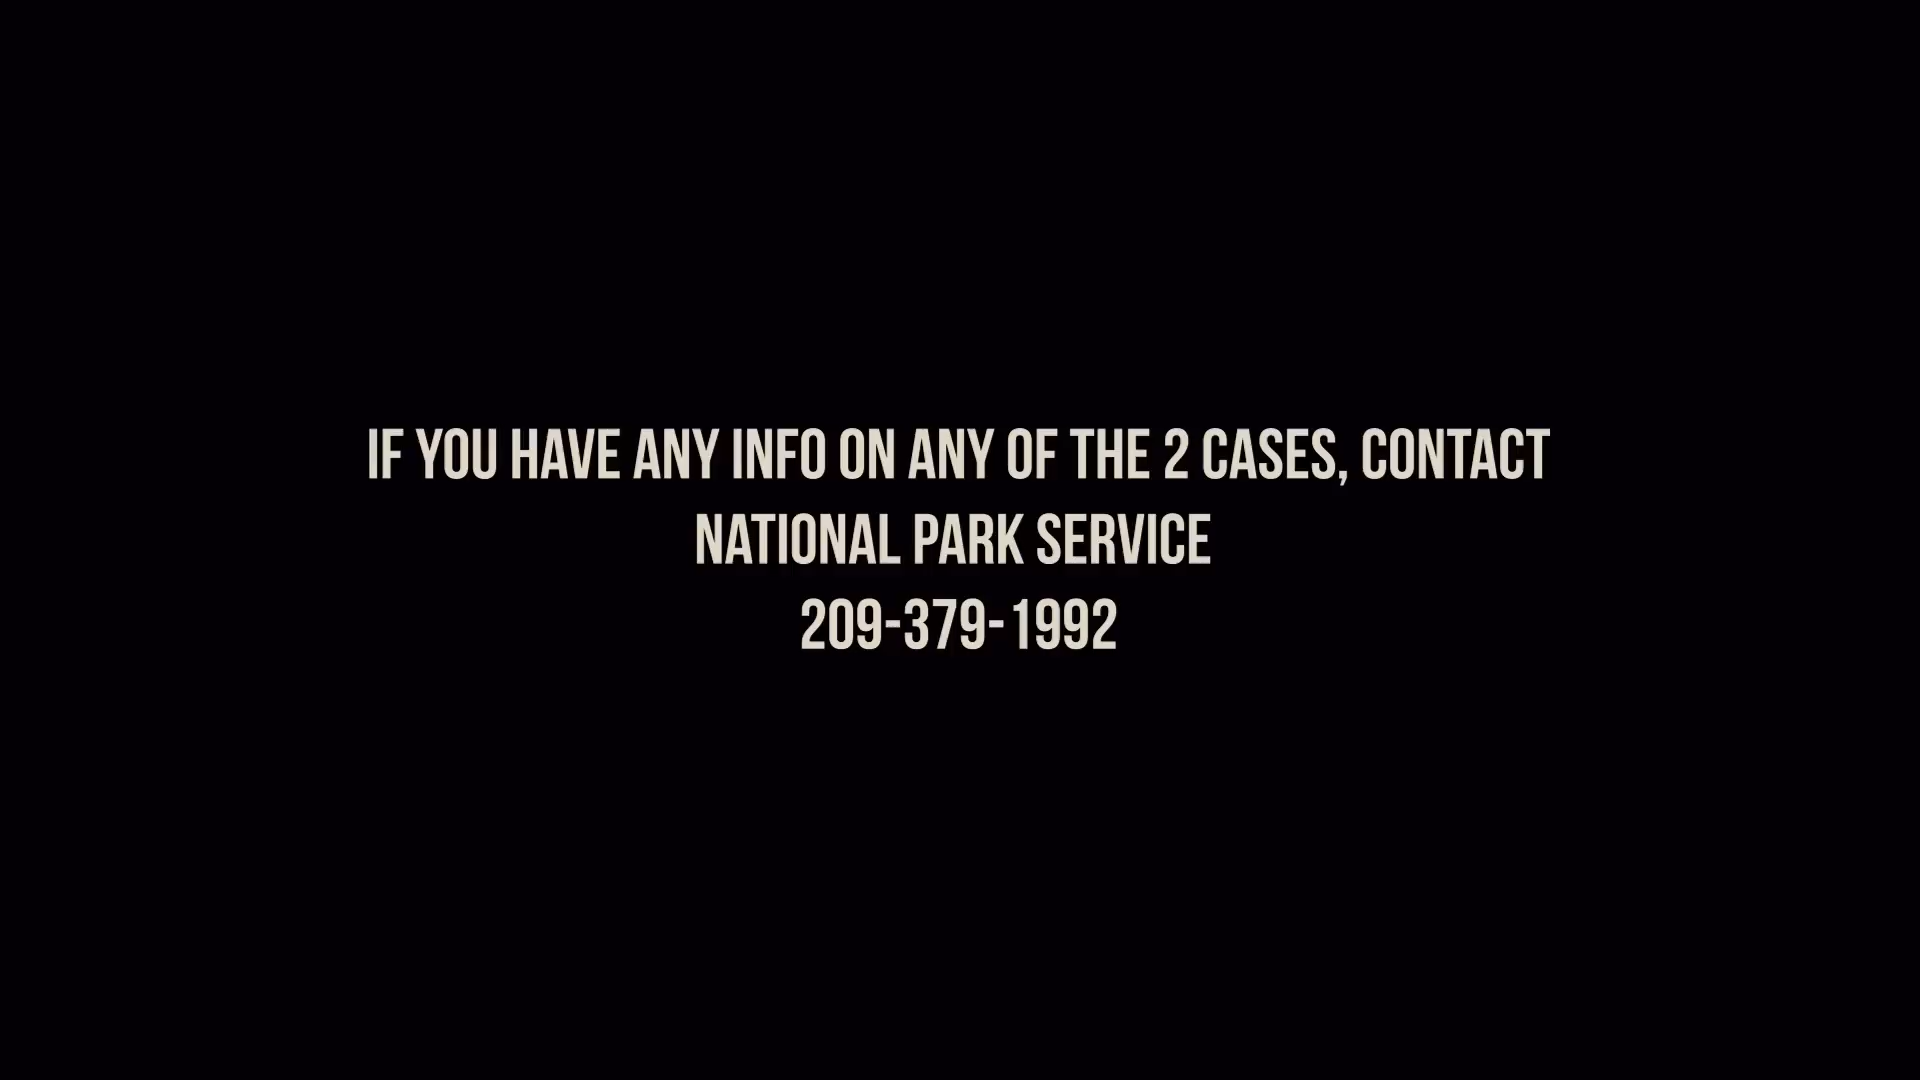 IF YOU HAVE ANY INFO ON ANY OF THE 2 CASES, CONTACT
NATIONAL PARK SERVICE
209-379-1992